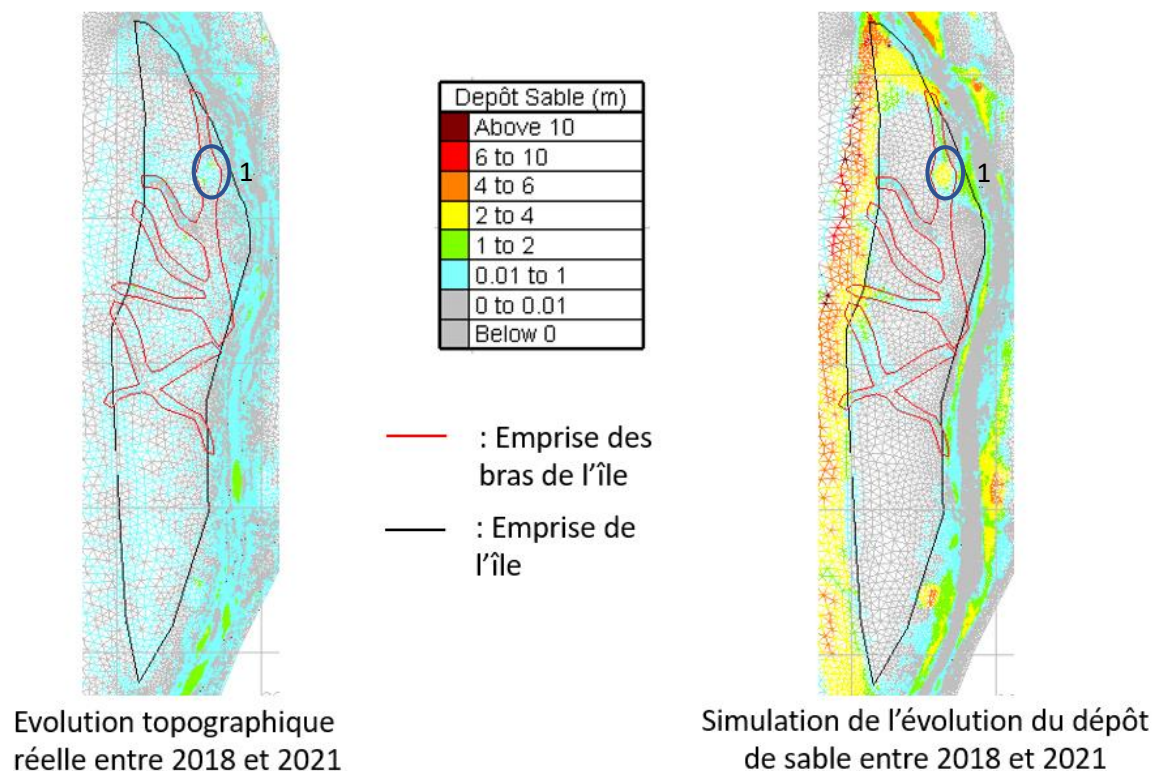 Depôt Sable (m)
Above 10
6 to 10
4 to 6
2 to 4
1 to 2
0.01 to 1
0 to 0.01
Below 0
1
1
: Emprise des
bras de l'île
: Emprise de
l'île
Evolution topographique
réelle entre 2018 et 2021
Simulation de l'évolution du dépôt
de sable entre 2018 et 2021